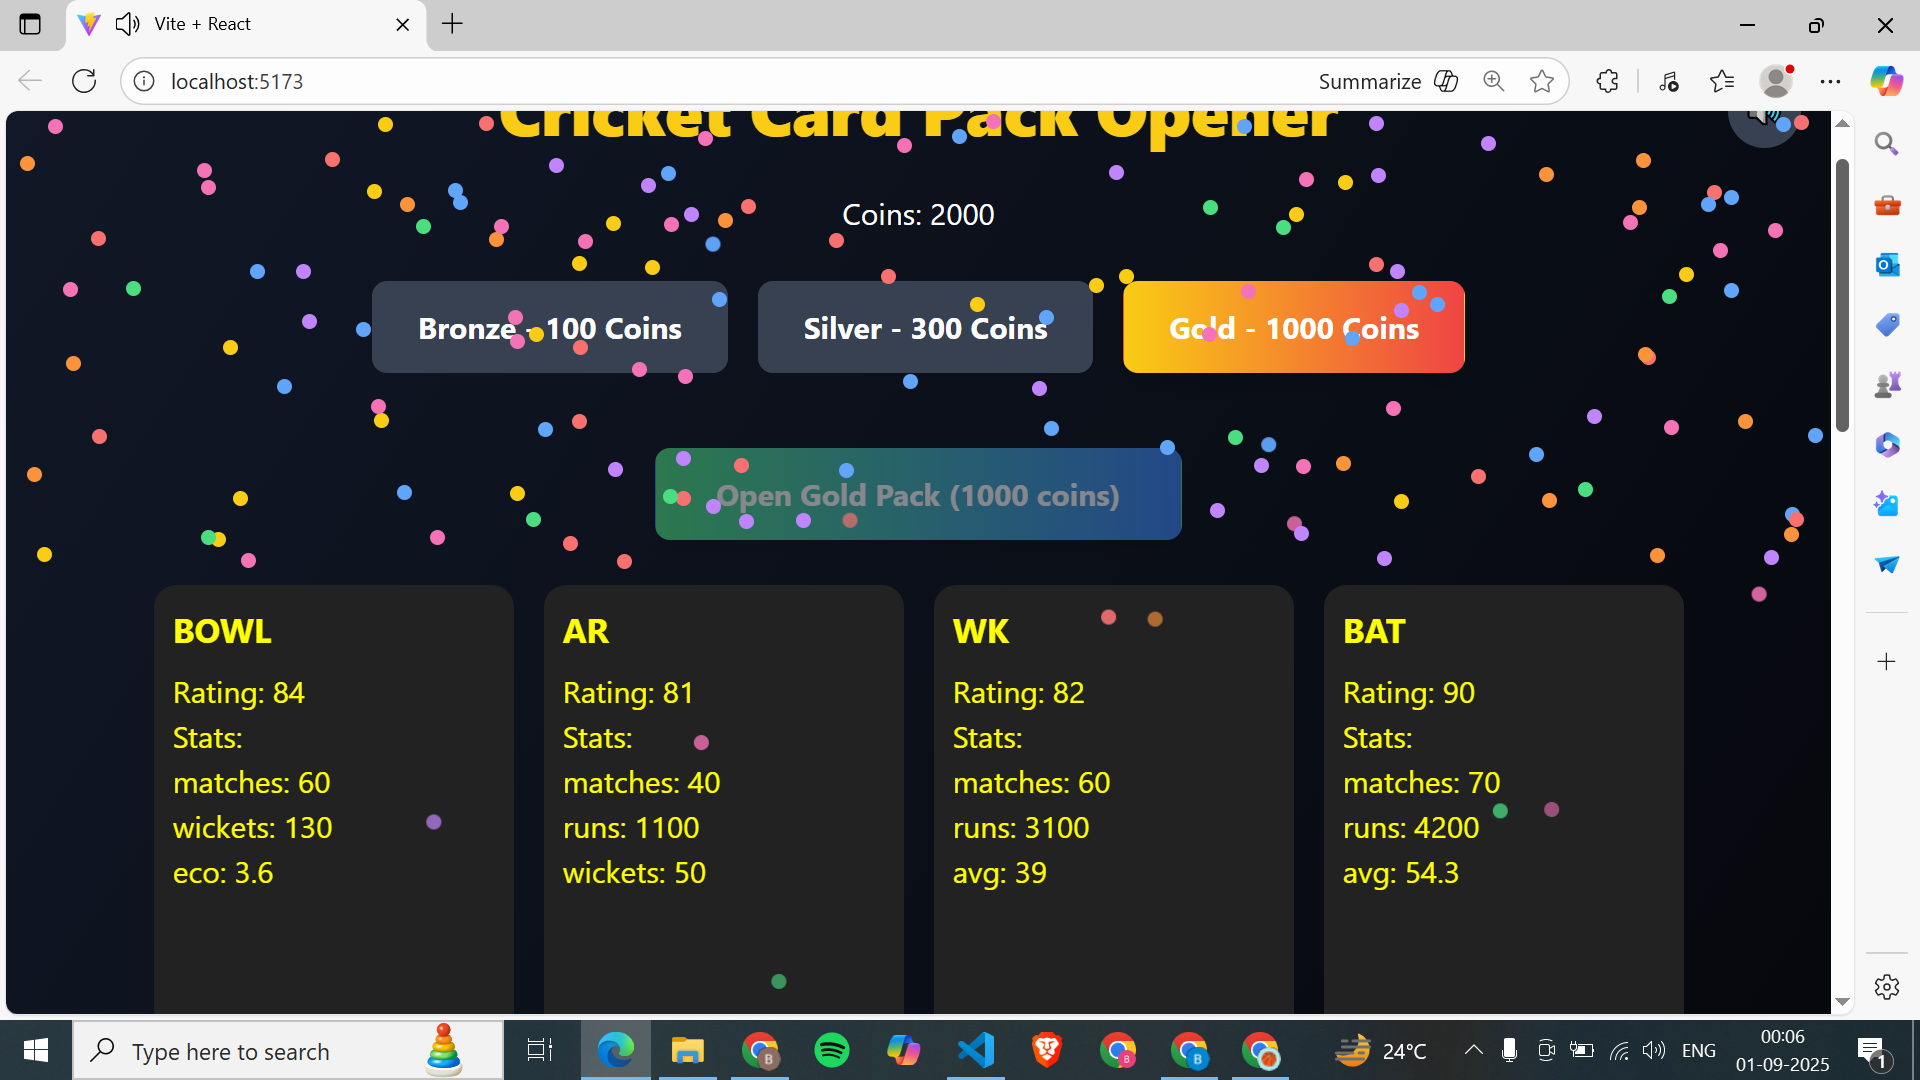 Vite + React
localhost:5173
Summarize
Cricket Card Pack Opener
Coins: 2000
Bronze - 100 Coins
Silver - 300 Coins
Gold - 1000 Coins
Open Gold Pack (1000 coins)
BOWL
Rating: 84
Stats:
matches: 60
wickets: 130
eco: 3.6
AR
Rating: 81
Stats:
matches: 40
runs: 1100
wickets: 50
WK
Rating: 82
Stats:
matches: 60
runs: 3100
avg: 39
BAT
Rating: 90
Stats:
matches: 70
runs: 4200
avg: 54.3
Type here to search
B
B
B
24°C
ENG
00:06
01-09-2025
1